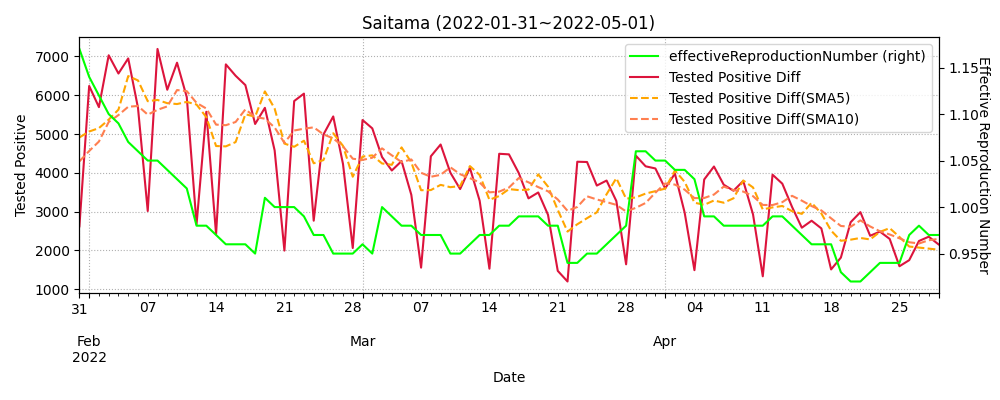 Saitama (2022-01-31~2022-05-01)
effectiveReproductionNumber (right)
Tested Positive Diff
Tested Positive Diff(SMA5)
Tested Positive Diff(SMA10)
Tested Positive
7000
6000
5000
4000
3000
2000
1000
1.15
1.10
1.05
1.00
0.95
Effective Reproduction Number
31 07 14 21 28 07 14 21 28 04 11 18 25
Feb Mar Apr
2022
Date